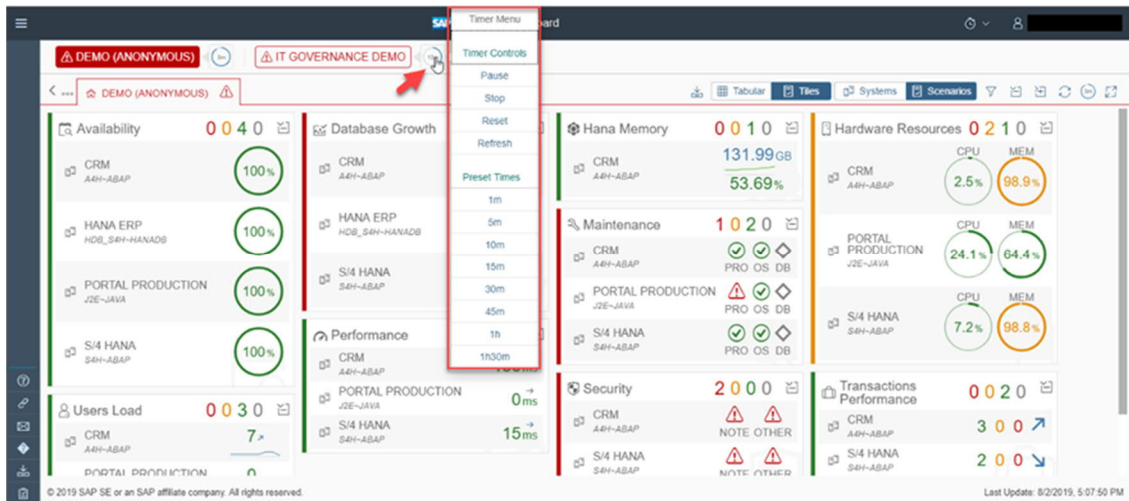 SAP
ard
Timer Menu
Timer Controls
Pause
Stop
Reset
Refresh
Preset Times
1m
5m
10m
15m
30m
45m
1h
1h30m
DEMO (ANONYMOUS)
IT GOVERNANCE DEMO
... DEMO (ANONYMOUS)
Tabular Tiles Systems Scenarios
Availability 0 0 4 0
CRM 100%
A4H~ABAP
HANA ERP 100%
HDB_S4H~HANADB
PORTAL PRODUCTION 100%
J2E~JAVA
S/4 HANA 100%
S4H~ABAP
Users Load 0 0 3 0
CRM 7
A4H~ABAP
PORTAL PRODUCTION 0
Database Growth
CRM
A4H~ABAP
HANA ERP
HDB_S4H~HANADB
S/4 HANA
S4H~ABAP
Performance
CRM
A4H~ABAP
PORTAL PRODUCTION 0 ms
J2E~JAVA
S/4 HANA 15 ms
S4H~ABAP
Hana Memory 0 0 1 0
CRM 131.99 GB
A4H~ABAP 53.69%
Maintenance 1 0 2 0
CRM
A4H~ABAP PRO OS DB
PORTAL PRODUCTION
J2E~JAVA PRO OS DB
S/4 HANA
S4H~ABAP PRO OS DB
Security 2 0 0 0
CRM
A4H~ABAP NOTE OTHER
S/4 HANA
S4H~ABAP NOTE OTHER
Hardware Resources 0 2 1 0
CPU MEM
CRM 2.5% 98.9%
A4H~ABAP
CPU MEM
PORTAL PRODUCTION 24.1% 64.4%
J2E~JAVA
CPU MEM
S/4 HANA 7.2% 98.8%
S4H~ABAP
Transactions Performance 0 0 2 0
CRM 3 0 0
A4H~ABAP
S/4 HANA 2 0 0
S4H~ABAP
© 2019 SAP SE or an SAP affiliate company. All rights reserved.
Last Update: 8/2/2019, 5:07:50 PM